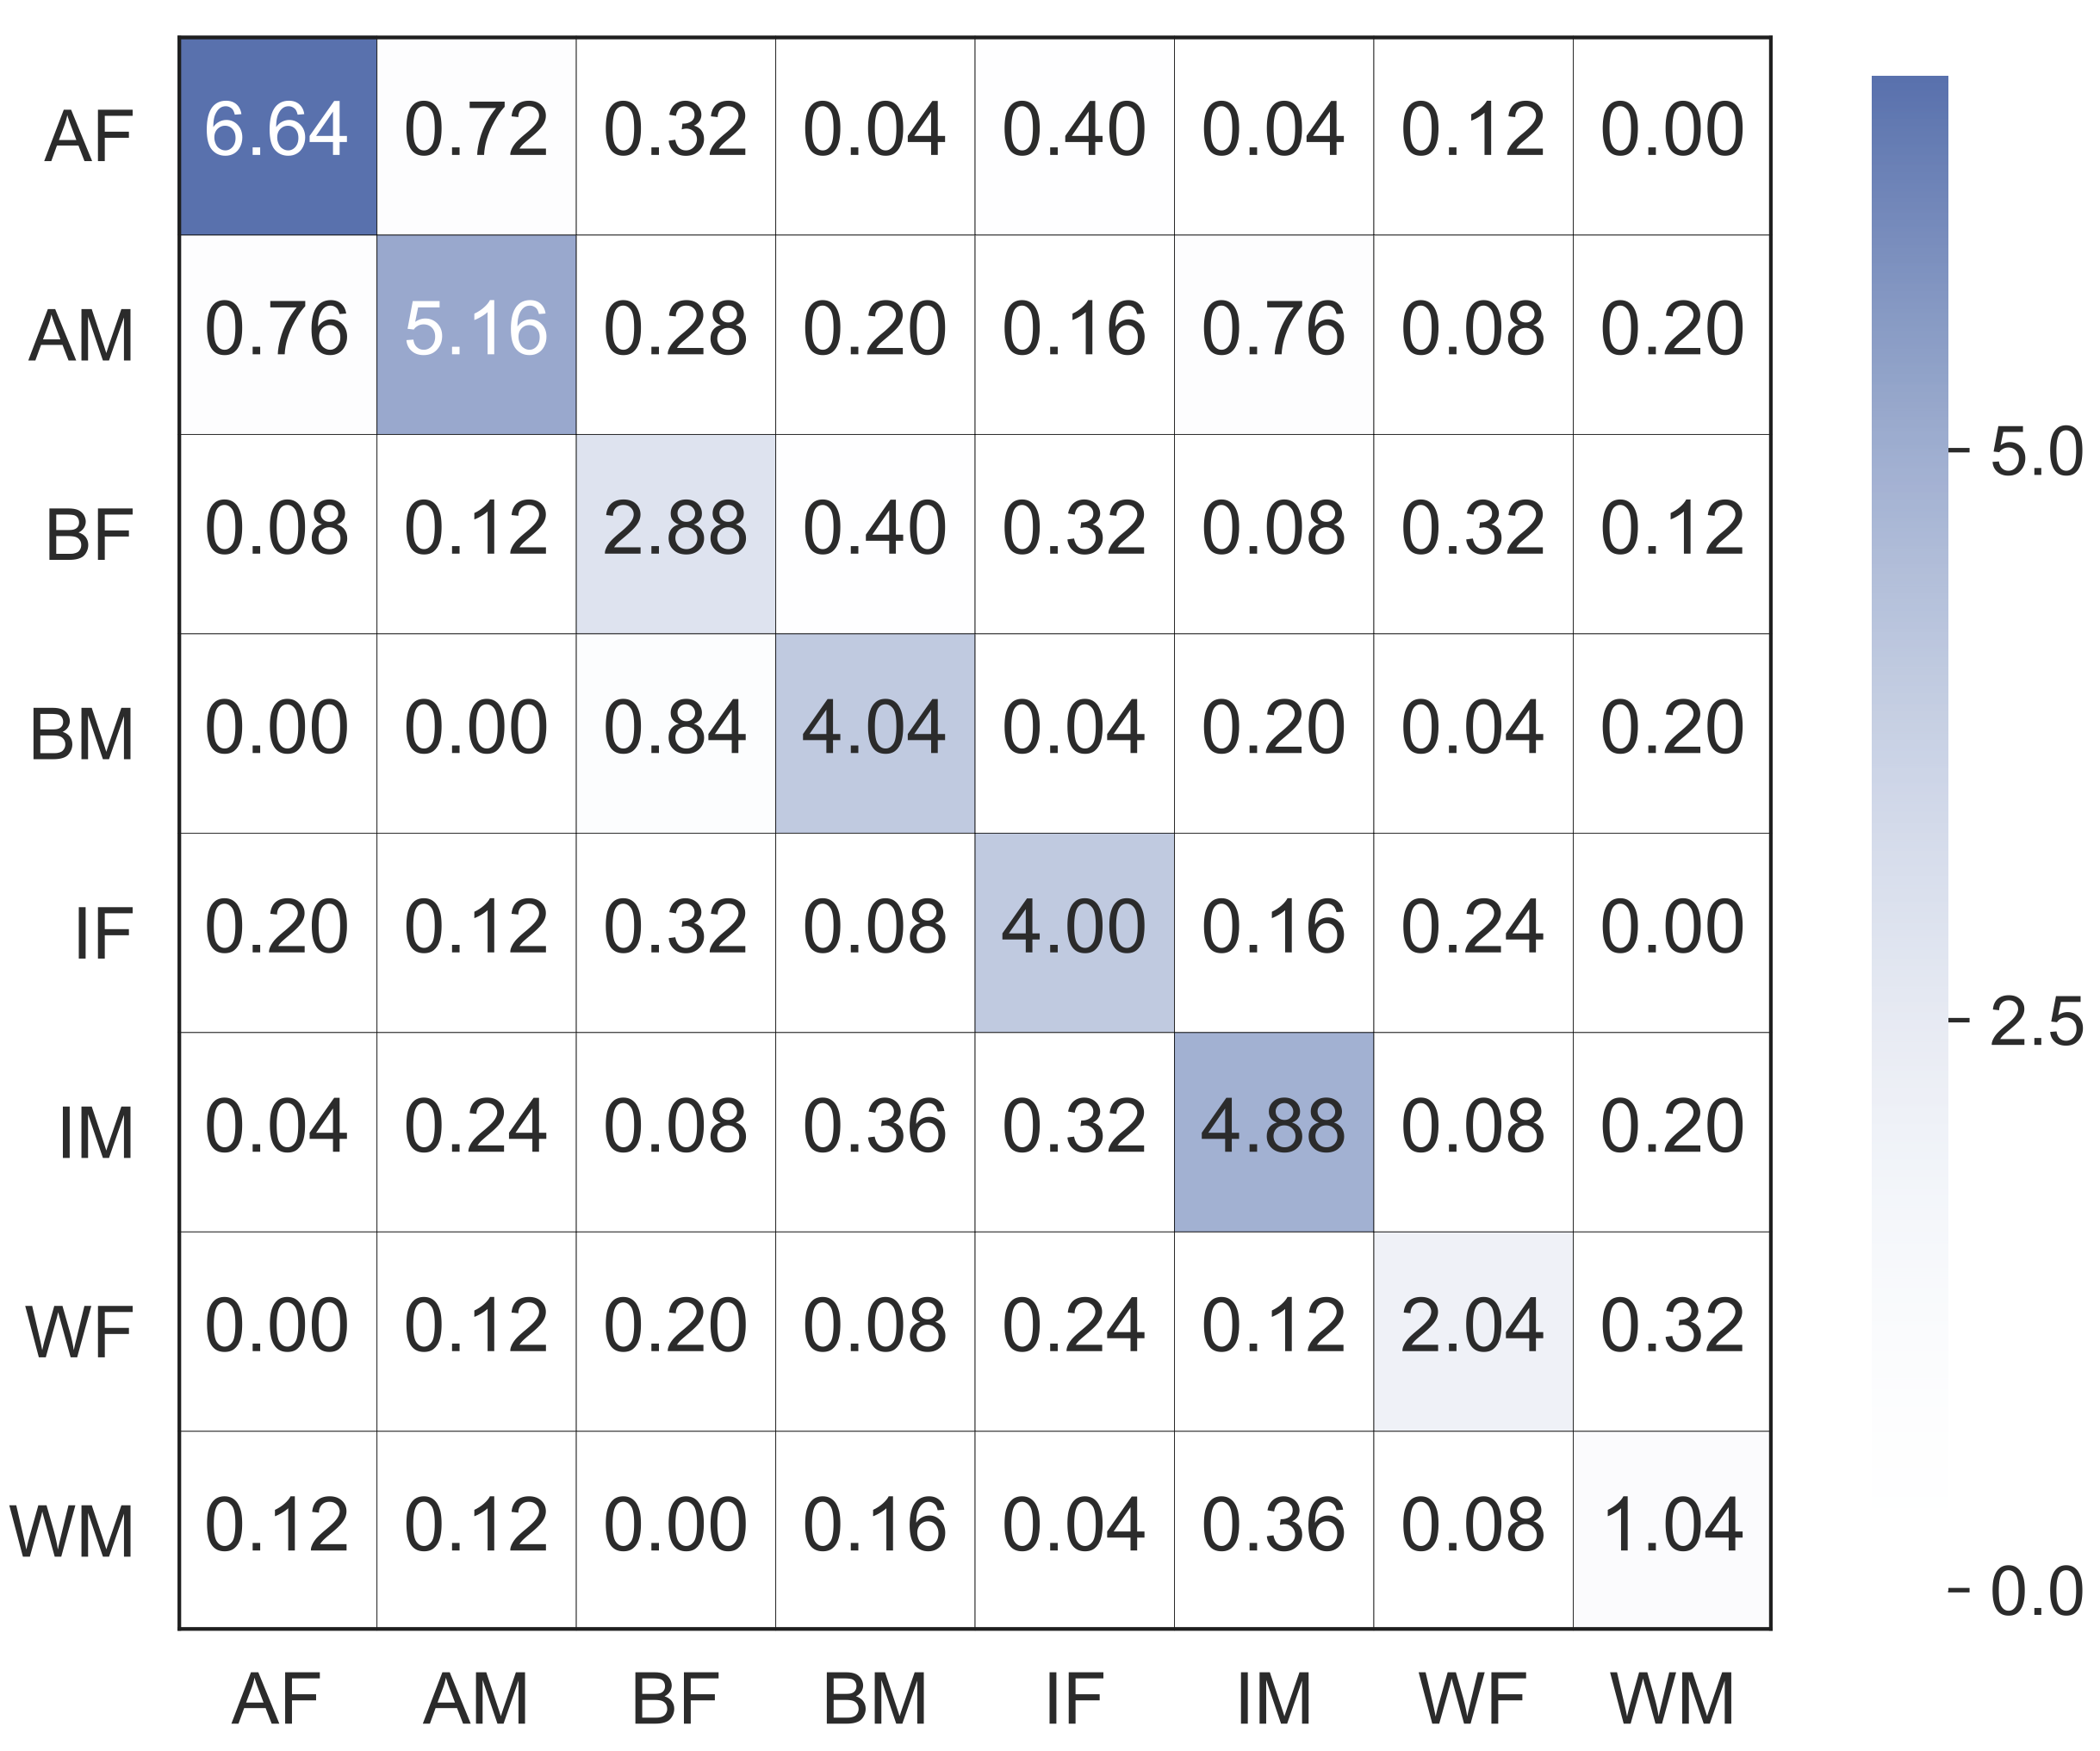 AF 6.64 0.72 0.32 0.04 0.40 0.04 0.12 0.00
AM 0.76 5.16 0.28 0.20 0.16 0.76 0.08 0.20
5.0
BF 0.08 0.12 2.88 0.40 0.32 0.08 0.32 0.12
BM 0.00 0.00 0.84 4.04 0.04 0.20 0.04 0.20
IF 0.20 0.12 0.32 0.08 4.00 0.16 0.24 0.00
2.5
IM 0.04 0.24 0.08 0.36 0.32 4.88 0.08 0.20
WF 0.00 0.12 0.20 0.08 0.24 0.12 2.04 0.32
WM 0.12 0.12 0.00 0.16 0.04 0.36 0.08 1.04
0.0
AF AM BF BM IF IM WF WM